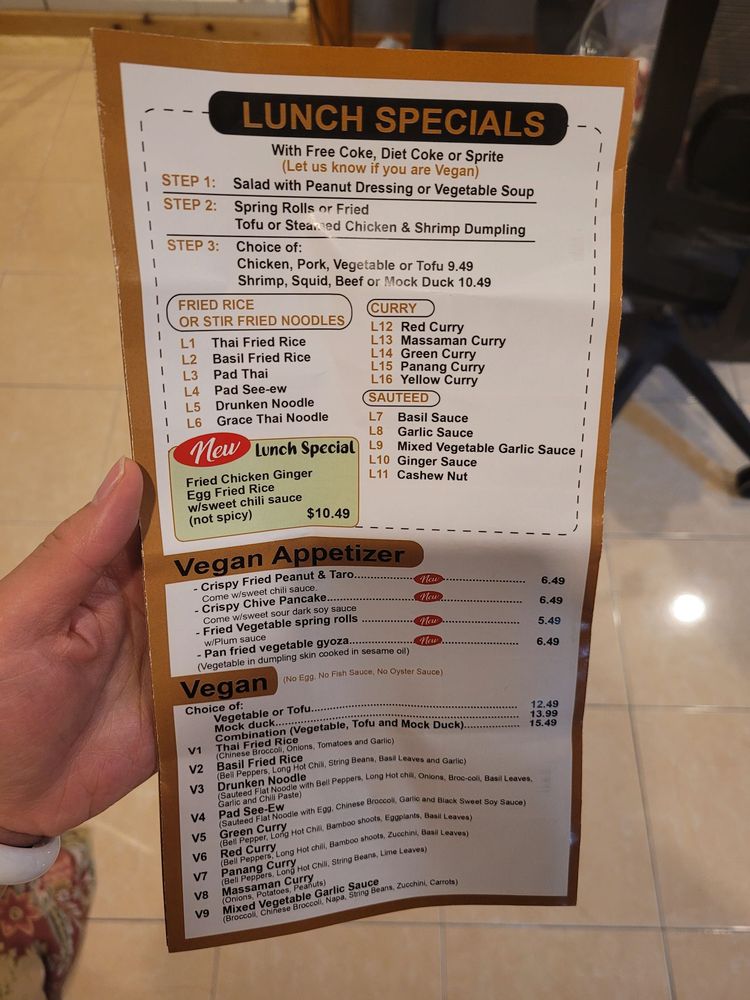 LUNCH SPECIALS
With Free Coke, Diet Coke or Sprite
(Let us know if you are Vegan)
STEP 1: Salad with Peanut Dressing or Vegetable Soup
STEP 2: Spring Rolls or Fried
Tofu or Steamed Chicken & Shrimp Dumpling
STEP 3: Choice of:
Chicken, Pork, Vegetable or Tofu 9.49
Shrimp, Squid, Beef or Mock Duck 10.49
FRIED RICE
OR STIR FRIED NOODLES
L1 Thai Fried Rice
L2 Basil Fried Rice
L3 Pad Thai
L4 Pad See-ew
L5 Drunken Noodle
L6 Grace Thai Noodle
CURRY
L12 Red Curry
L13 Massaman Curry
L14 Green Curry
L15 Panang Curry
L16 Yellow Curry
SAUTEED
L7 Basil Sauce
L8 Garlic Sauce
L9 Mixed Vegetable Garlic Sauce
L10 Ginger Sauce
L11 Cashew Nut
New Lunch Special
Fried Chicken Ginger
Egg Fried Rice
w/sweet chili sauce
(not spicy) $10.49
Vegan Appetizer
- Crispy Fried Peanut & Taro New 6.49
Come w/sweet chili sauce.
- Crispy Chive Pancake New 6.49
Come w/sweet sour dark soy sauce
- Fried Vegetable spring rolls New 5.49
w/Plum sauce
- Pan fried vegetable gyoza New 6.49
(Vegetable in dumpling skin cooked in sesame oil)
Vegan (No Egg, No Fish Sauce, No Oyster Sauce)
Choice of:
Vegetable or Tofu 12.49
Mock duck 13.99
Combination (Vegetable, Tofu and Mock Duck) 15.49
V1 Thai Fried Rice
(Chinese Broccoli, Onions, Tomatoes and Garlic)
V2 Basil Fried Rice
(Bell Peppers, Long Hot Chili, String Beans, Basil Leaves and Garlic)
V3 Drunken Noodle
(Sauteed Flat Noodle with Bell Peppers, Long Hot chili, Onions, Broc-coli, Basil Leaves,
Garlic and Chili Paste)
V4 Pad See-Ew
(Sauteed Flat Noodle with Egg, Chinese Broccoli, Garlic and Black Sweet Soy Sauce)
V5 Green Curry
(Bell Pepper, Long Hot Chili, Bamboo shoots, Eggplants, Basil Leaves)
V6 Red Curry
(Bell Peppers, Long Hot chili, Bamboo shoots, Zucchini, Basil Leaves)
V7 Panang Curry
(Bell Peppers, Long Hot Chili, String Beans, Lime Leaves)
V8 Massaman Curry
(Onions, Potatoes, Peanuts)
V9 Mixed Vegetable Garlic Sauce
(Broccoli, Chinese Broccoli, Napa, String Beans, Zucchini, Carrots)